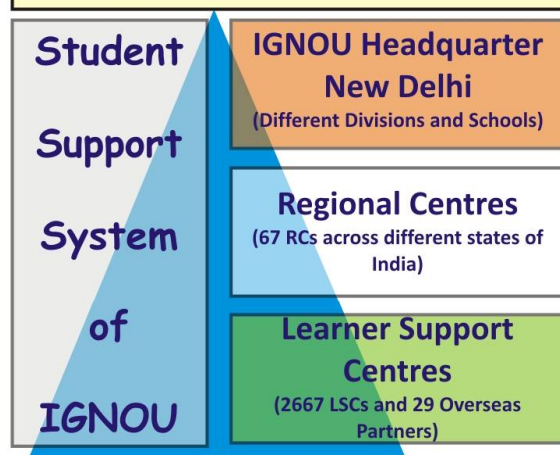 Student
Support
System
of
IGNOU
IGNOU Headquarter
New Delhi
(Different Divisions and Schools)
Regional Centres
(67 RCs across different states of
India)
Learner Support
Centres
(2667 LSCs and 29 Overseas
Partners)